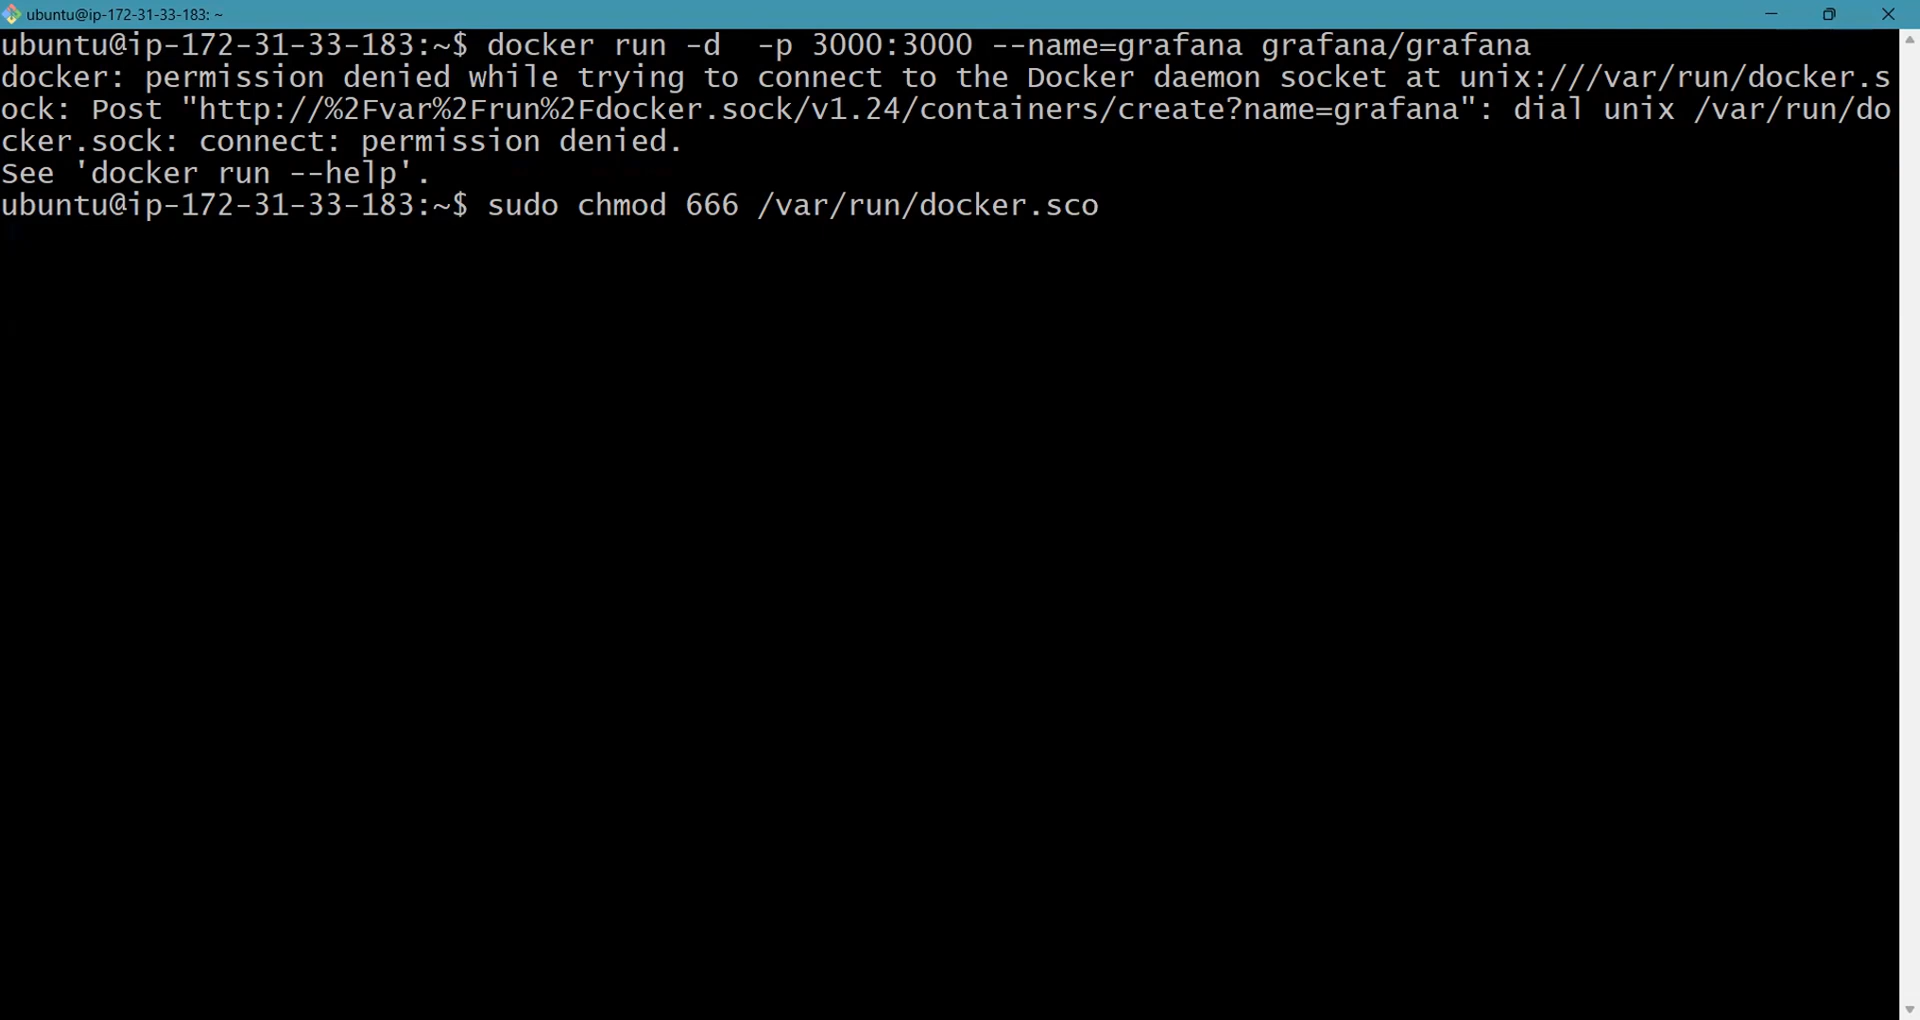 ubuntu@ip-172-31-33-183: ~
ubuntu@ip-172-31-33-183:~$ docker run -d  -p 3000:3000 --name=grafana grafana/grafana
docker: permission denied while trying to connect to the Docker daemon socket at unix:///var/run/docker.s
ock: Post "http://%2Fvar%2Frun%2Fdocker.sock/v1.24/containers/create?name=grafana": dial unix /var/run/do
cker.sock: connect: permission denied.
See 'docker run --help'.
ubuntu@ip-172-31-33-183:~$ sudo chmod 666 /var/run/docker.sco